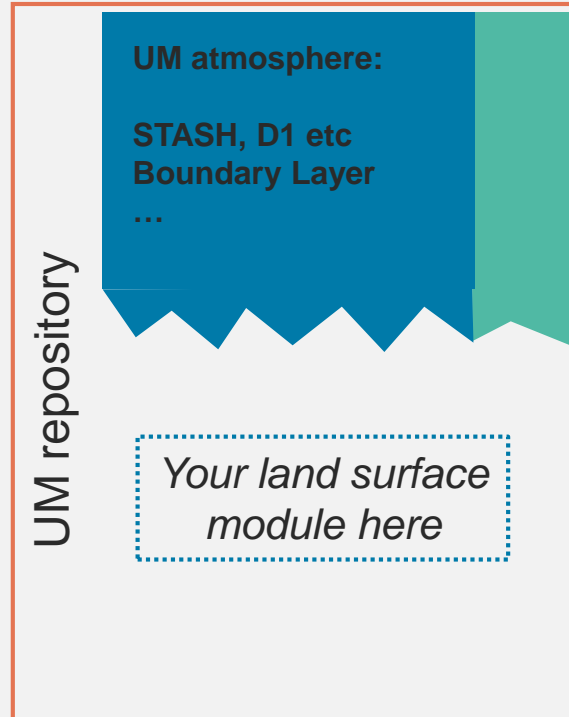 UM atmosphere:
STASH, D1 etc
Boundary Layer
...
UM repository
Your land surface
module here